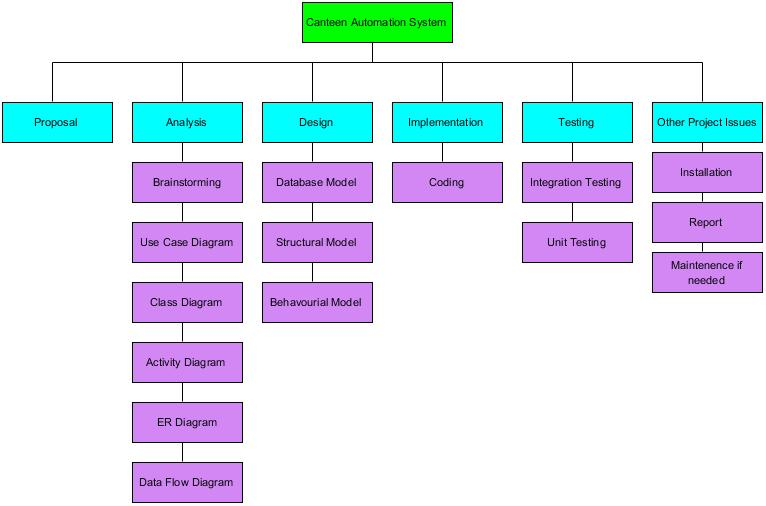 Canteen Automation System
Proposal
Analysis
Design
Implementation
Testing
Other Project Issues
Brainstorming
Use Case Diagram
Class Diagram
Activity Diagram
ER Diagram
Data Flow Diagram
Database Model
Structural Model
Behavourial Model
Coding
Integration Testing
Unit Testing
Installation
Report
Maintenence if
needed